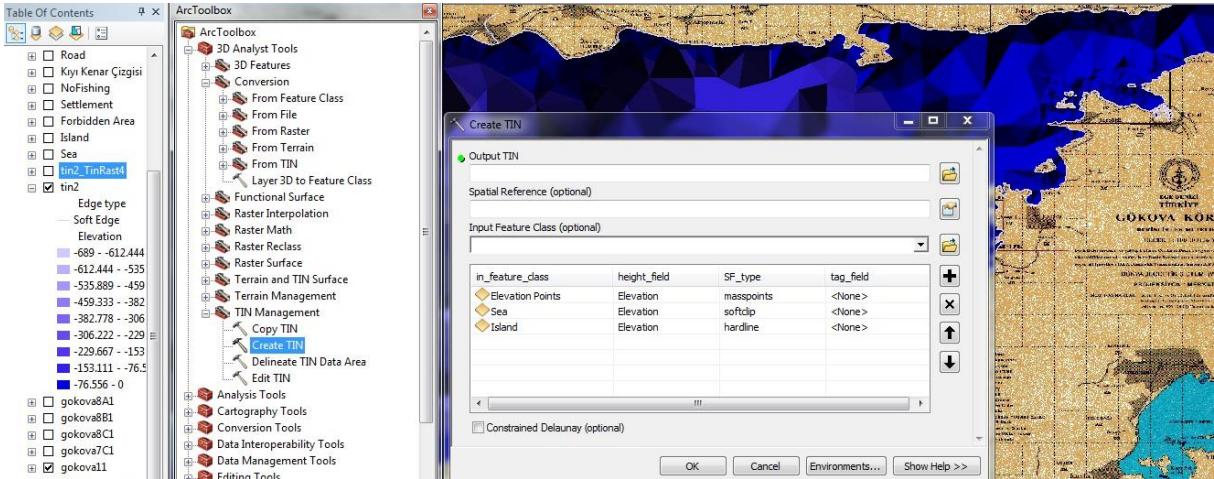 Table Of Contents
Road
Kıyı Kenar Çizgisi
NoFishing
Settlement
Forbidden Area
Island
Sea
tin2_TinRast4
tin2
Edge type
Soft Edge
Elevation
-689 - -612.444
-612.444 - -535
-535.889 - -459
-459.333 - -382
-382.778 - -306
-306.222 - -229
-229.667 - -153
-153.111 - -76.5
-76.556 - 0
gokova8A1
gokova8B1
gokova8C1
gokova7C1
gokova11
ArcToolbox
ArcToolbox
3D Analyst Tools
3D Features
Conversion
From Feature Class
From File
From Raster
From Terrain
From TIN
Layer 3D to Feature Class
Functional Surface
Raster Interpolation
Raster Math
Raster Reclass
Raster Surface
Terrain and TIN Surface
Terrain Management
TIN Management
Copy TIN
Create TIN
Delineate TIN Data Area
Edit TIN
Analysis Tools
Cartography Tools
Conversion Tools
Data Interoperability Tools
Data Management Tools
Editing Tools
Create TIN
Output TIN
Spatial Reference (optional)
Input Feature Class (optional)
in_feature_class height_field SF_type tag_field
Elevation Points Elevation masspoints <None>
Sea Elevation softclip <None>
Island Elevation hardline <None>
Constrained Delaunay (optional)
OK Cancel Environments... Show Help >>
EGE DENİZİ
TÜRKİYE
GÖKOVA KÖR